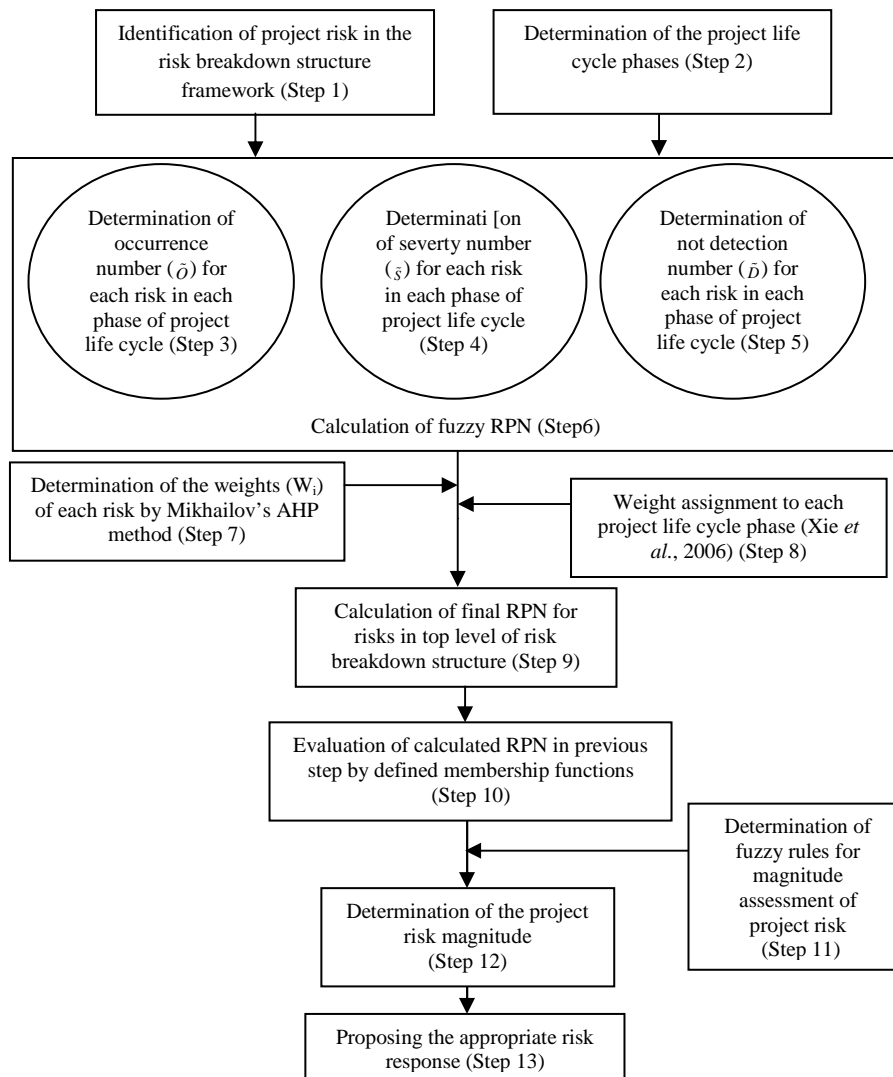 Identification of project risk in the
risk breakdown structure
framework (Step 1)
Determination of the project life
cycle phases (Step 2)
Determination of
occurrence
number (Õ) for
each risk in each
phase of project
life cycle (Step 3)
Determinati [on
of severty number
(s̃) for each risk
in each phase of
project life cycle
(Step 4)
Determination of
not detection
number (D̃) for
each risk in each
phase of project
life cycle (Step 5)
Calculation of fuzzy RPN (Step6)
Determination of the weights (Wi)
of each risk by Mikhailov's AHP
method (Step 7)
Weight assignment to each
project life cycle phase (Xie et
al., 2006) (Step 8)
Calculation of final RPN for
risks in top level of risk
breakdown structure (Step 9)
Evaluation of calculated RPN in previous
step by defined membership functions
(Step 10)
Determination of
fuzzy rules for
magnitude
assessment of
project risk
(Step 11)
Determination of the project
risk magnitude
(Step 12)
Proposing the appropriate risk
response (Step 13)